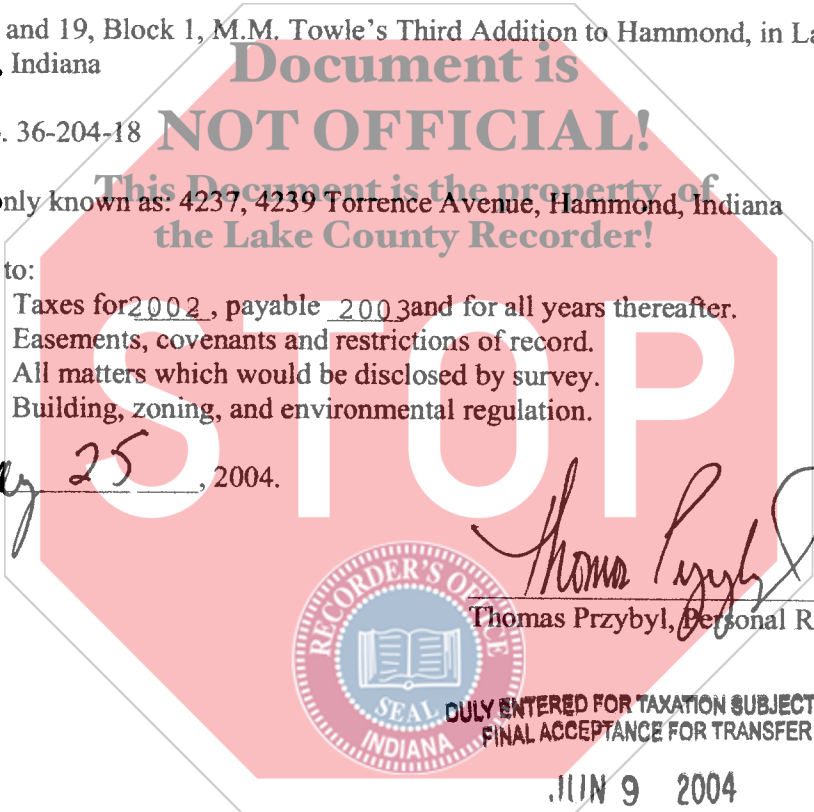 and 19, Block 1, M.M. Towle's Third Addition to Hammond, in La
, Indiana
Document is
NOT OFFICIAL!
. 36-204-18
This Document is the property of
only known as: 4237, 4239 Torrence Avenue, Hammond, Indiana
the Lake County Recorder!
to:
Taxes for 2002, payable 2003 and for all years thereafter.
Easements, covenants and restrictions of record.
All matters which would be disclosed by survey.
Building, zoning, and environmental regulation.
STOP
ay 25, 2004.
Thomas Przybyl
Thomas Przybyl, Personal R
RECORDER'S OFFICE
SEAL
INDIANA
DULY ENTERED FOR TAXATION SUBJECT
FINAL ACCEPTANCE FOR TRANSFER
JUN 9 2004